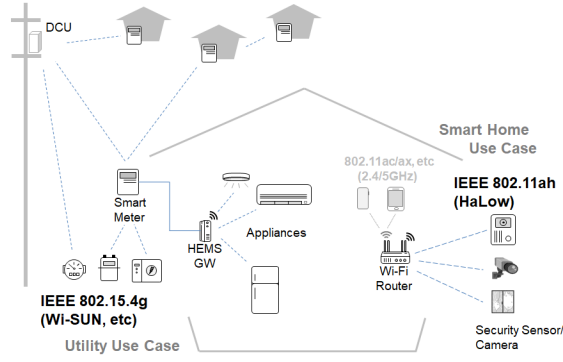 DCU
Smart Home
Use Case
802.11ac/ax, etc
(2.4/5GHz)
IEEE 802.11ah
(HaLow)
Smart
Meter
HEMS
GW
Appliances
Wi-Fi
Router
IEEE 802.15.4g
(Wi-SUN, etc)
Utility Use Case
Security Sensor/
Camera